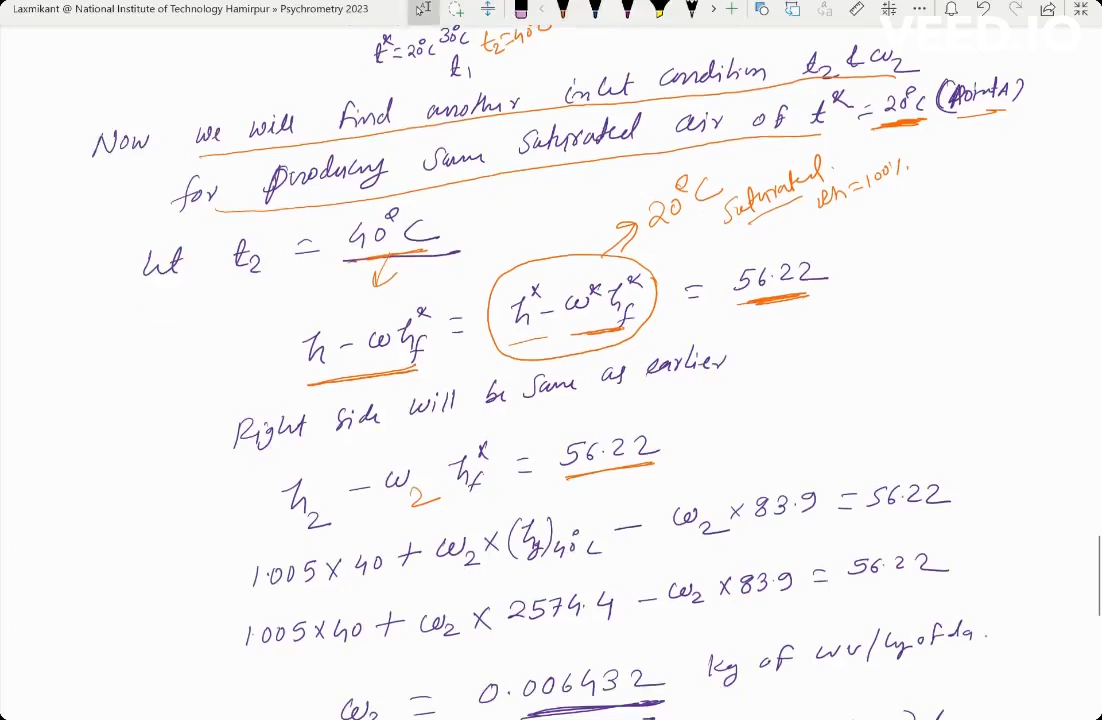 Laxmikant @ National Institute of Technology Hamirpur » Psychrometry 2023
VEED.IO
t* = 20°C 30°C t₂=40°C
t₁
Now we will find another inlet condition t₂ & ω₂
for producing same saturated air of t* = 20°C (Point A)
let t₂ = 40°C
20°C saturated Rh=100%.
h − ωh*f = h* − ω*h*f = 56.22
Right side will be same as earlier
h₂ − ω₂ h*f = 56.22
1.005 × 40 + ω₂ × (hg)40°C − ω₂ × 83.9 = 56.22
1.005 × 40 + ω₂ × 2574.4 − ω₂ × 83.9 = 56.22
ω₂ = 0.006432 kg of wv/kg of da.